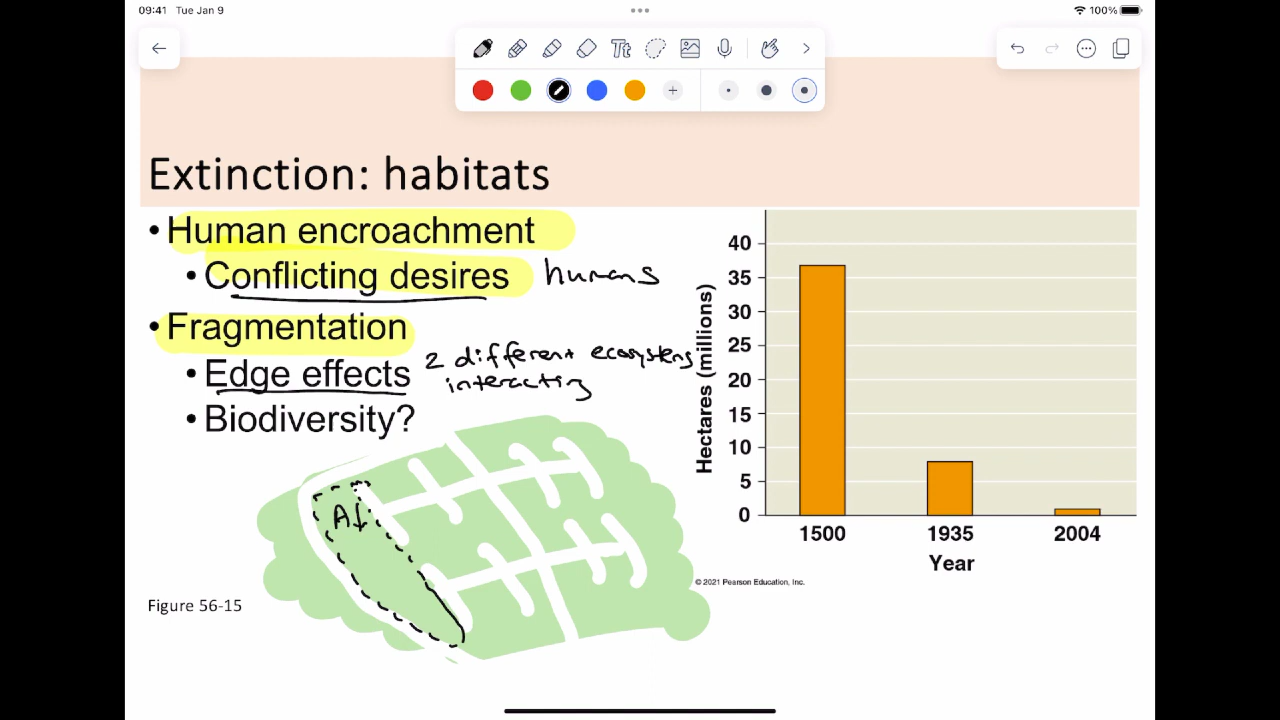 09:41 Tue Jan 9
100%
Tt
Extinction: habitats
• Human encroachment
• Conflicting desires humans
• Fragmentation
• Edge effects 2 different ecosystems
interacting
• Biodiversity?
A↓
Figure 56-15
Hectares (millions)
40
35
30
25
20
15
10
5
0
1500 1935 2004
Year
© 2021 Pearson Education, Inc.